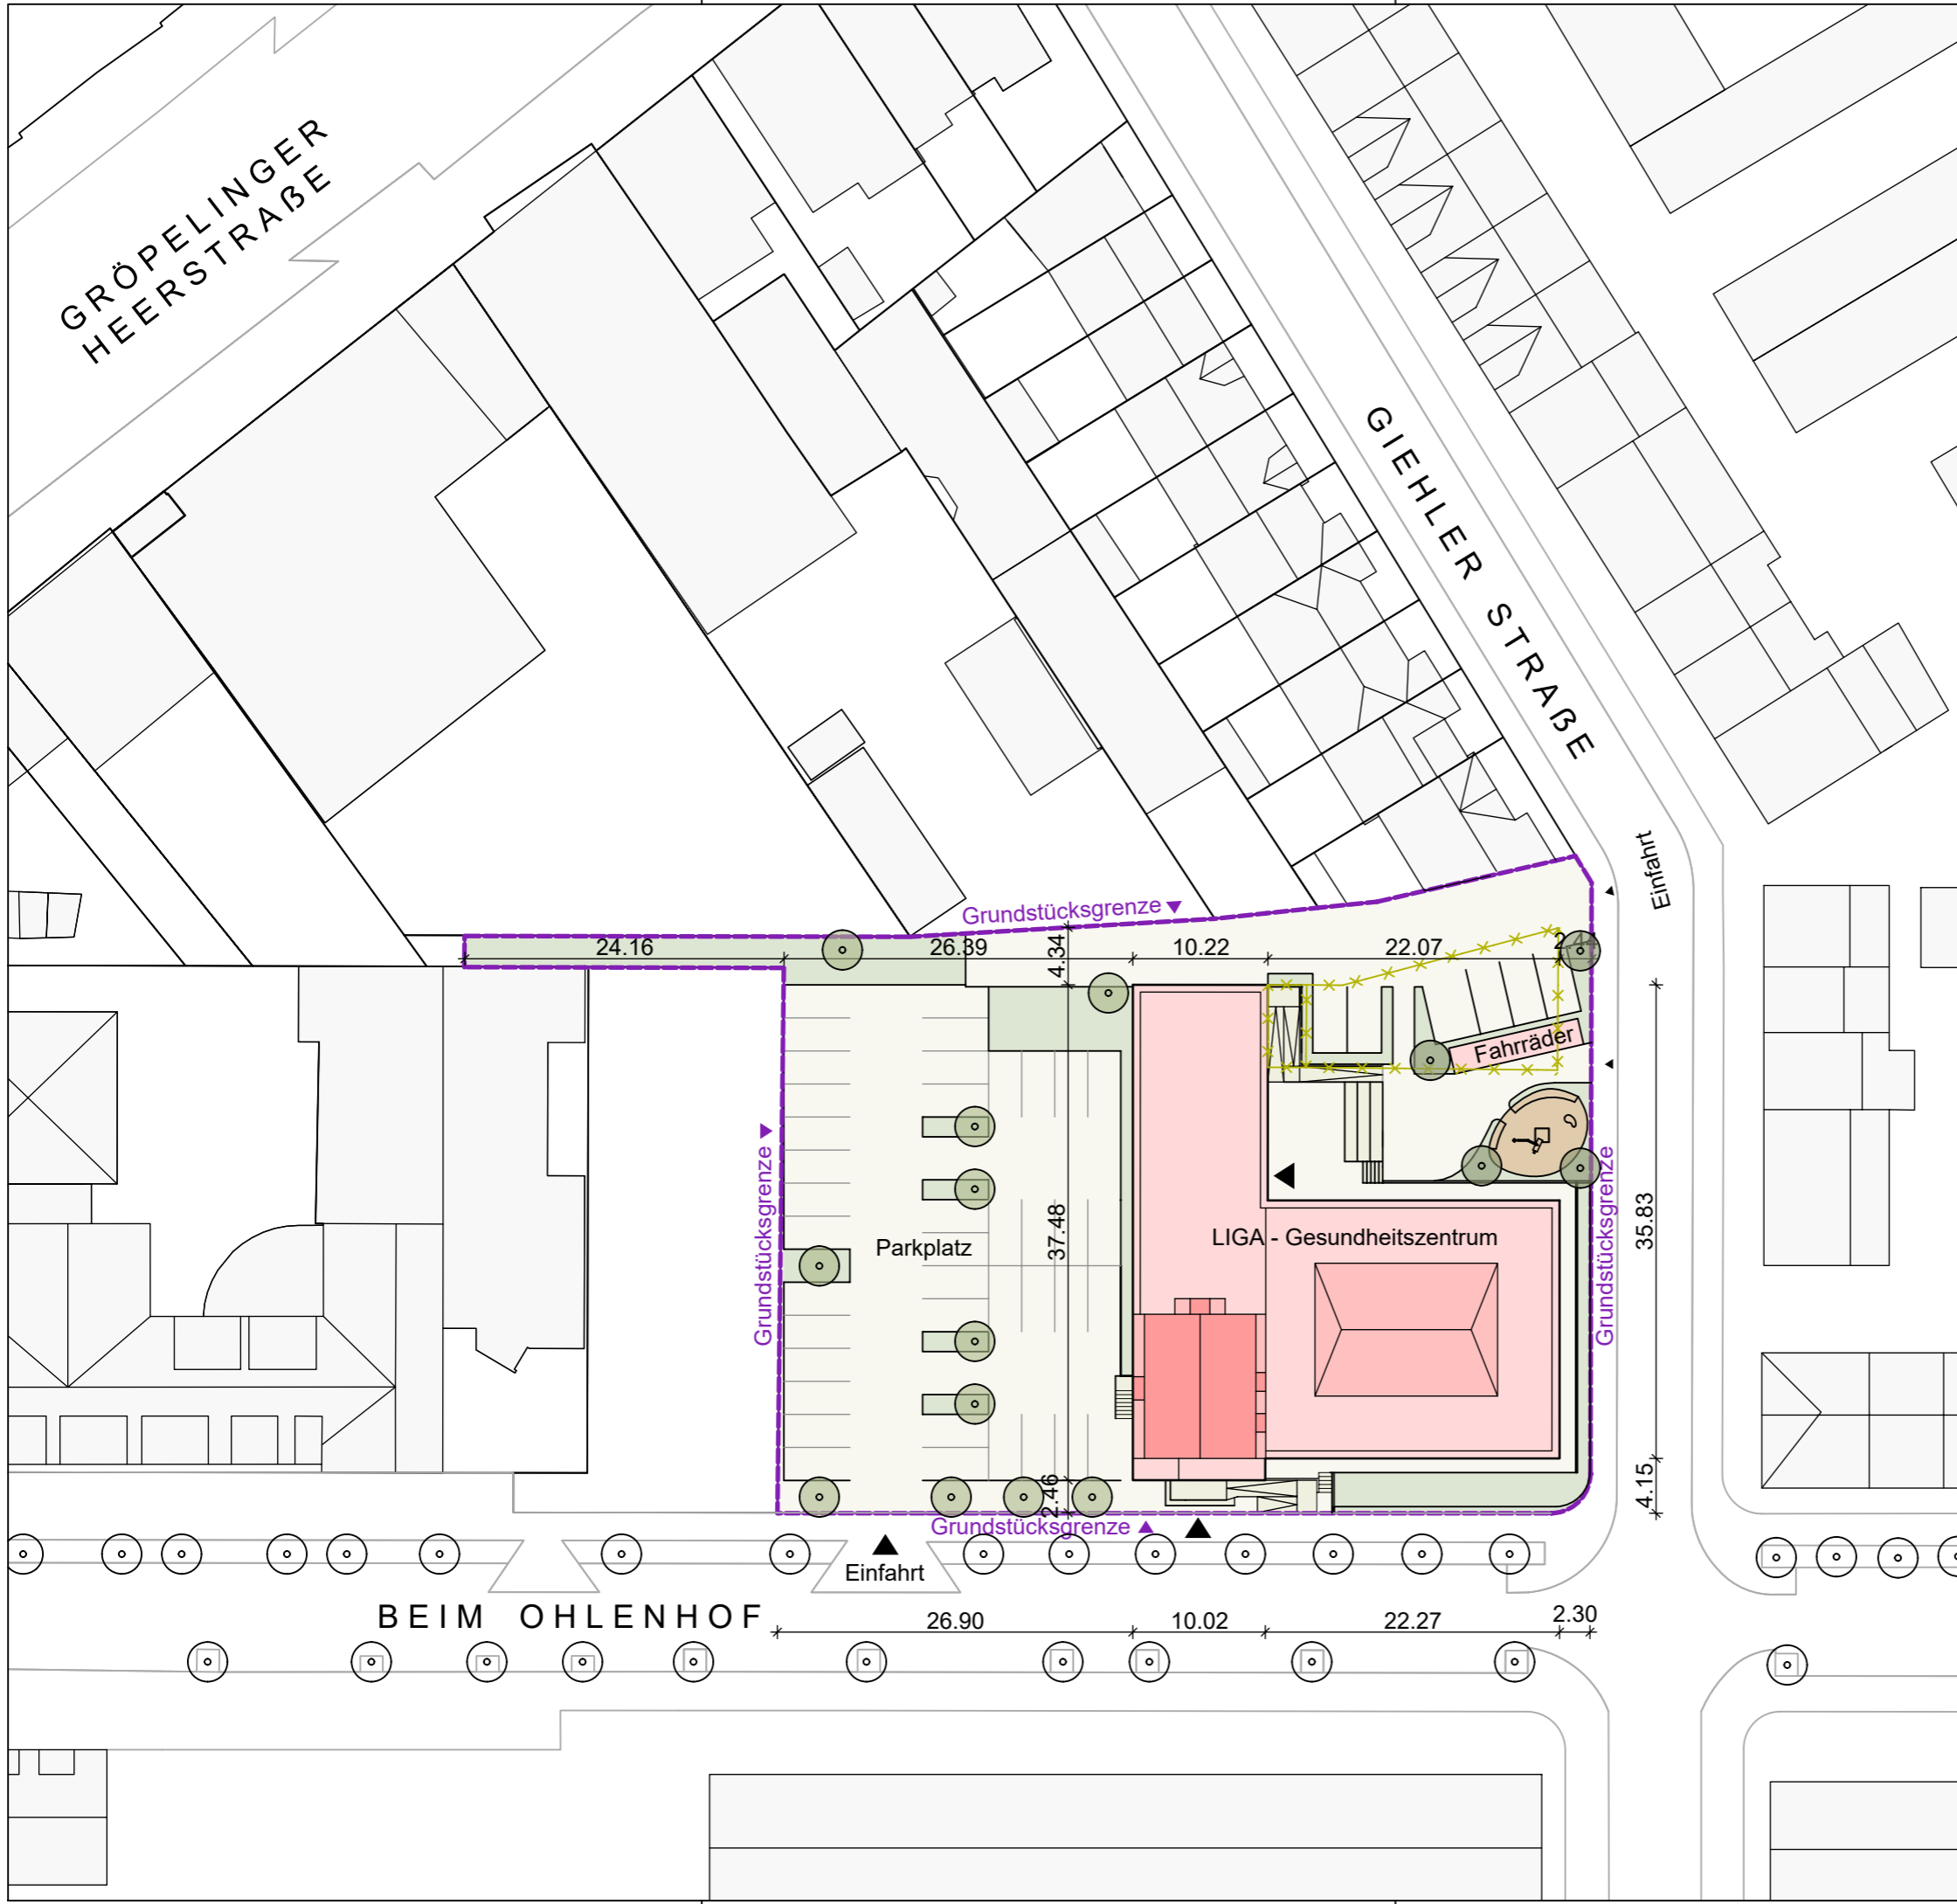 GRÖPELINGER
HEERSTRAßE
GIEHLER STRAßE
Einfahrt
Grundstücksgrenze
24.16
26.39
4.34
10.22
22.07
Fahrräder
Grundstücksgrenze
Grundstücksgrenze
35.83
37.48
Parkplatz
LIGA - Gesundheitszentrum
4.15
2.46
Grundstücksgrenze
Einfahrt
BEIM OHLENHOF
26.90
10.02
22.27
2.30